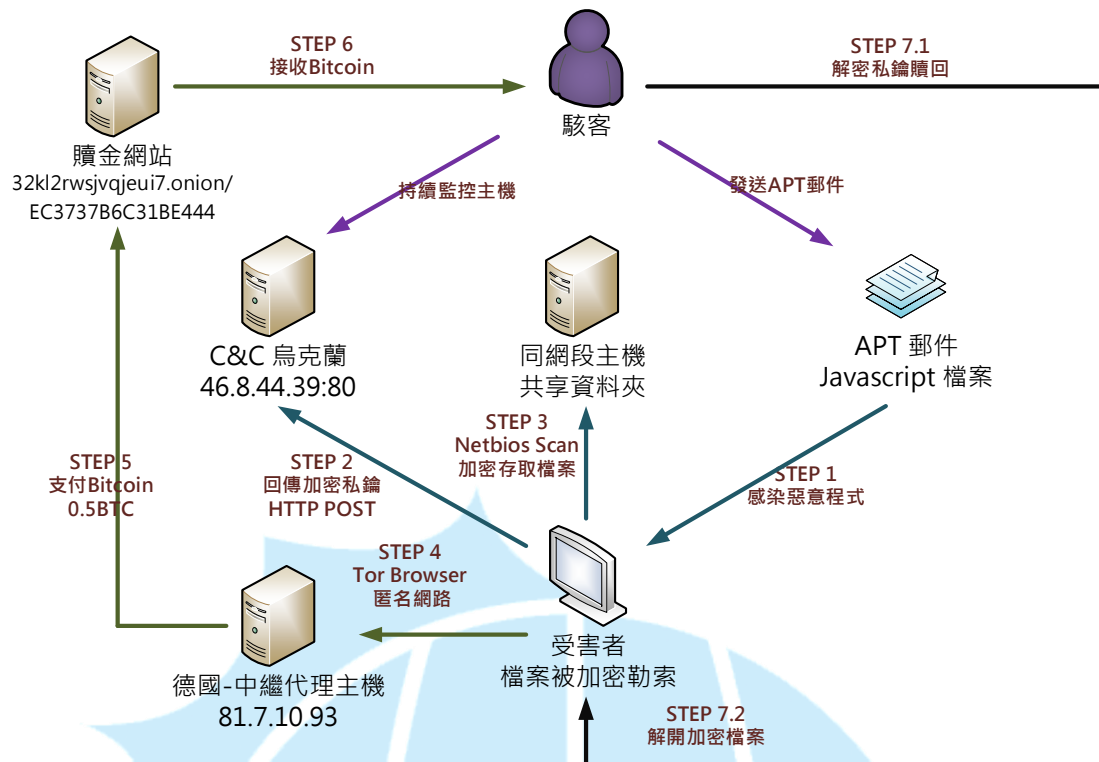 STEP 6
接收Bitcoin
STEP 7.1
解密私鑰贖回
駭客
贖金網站
32kl2rwsjvqjeui7.onion/
EC3737B6C31BE444
持續監控主機
發送APT郵件
C&C 烏克蘭
46.8.44.39:80
同網段主機
共享資料夾
APT 郵件
Javascript 檔案
STEP 3
Netbios Scan
加密存取檔案
STEP 5
支付Bitcoin
0.5BTC
STEP 2
回傳加密私鑰
HTTP POST
STEP 1
感染惡意程式
STEP 4
Tor Browser
匿名網路
受害者
檔案被加密勒索
德國-中繼代理主機
81.7.10.93
STEP 7.2
解開加密檔案